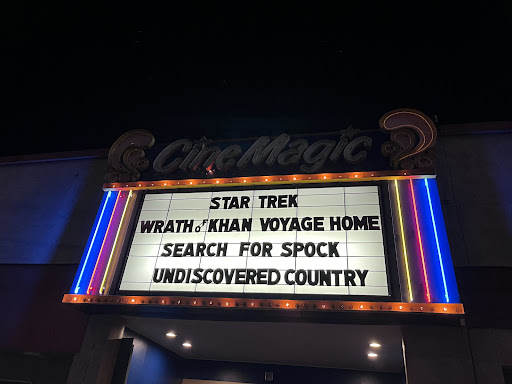 CineMagic
STAR TREK
WRATH of KHAN VOYAGE HOME
SEARCH FOR SPOCK
UNDISCOVERED COUNTRY